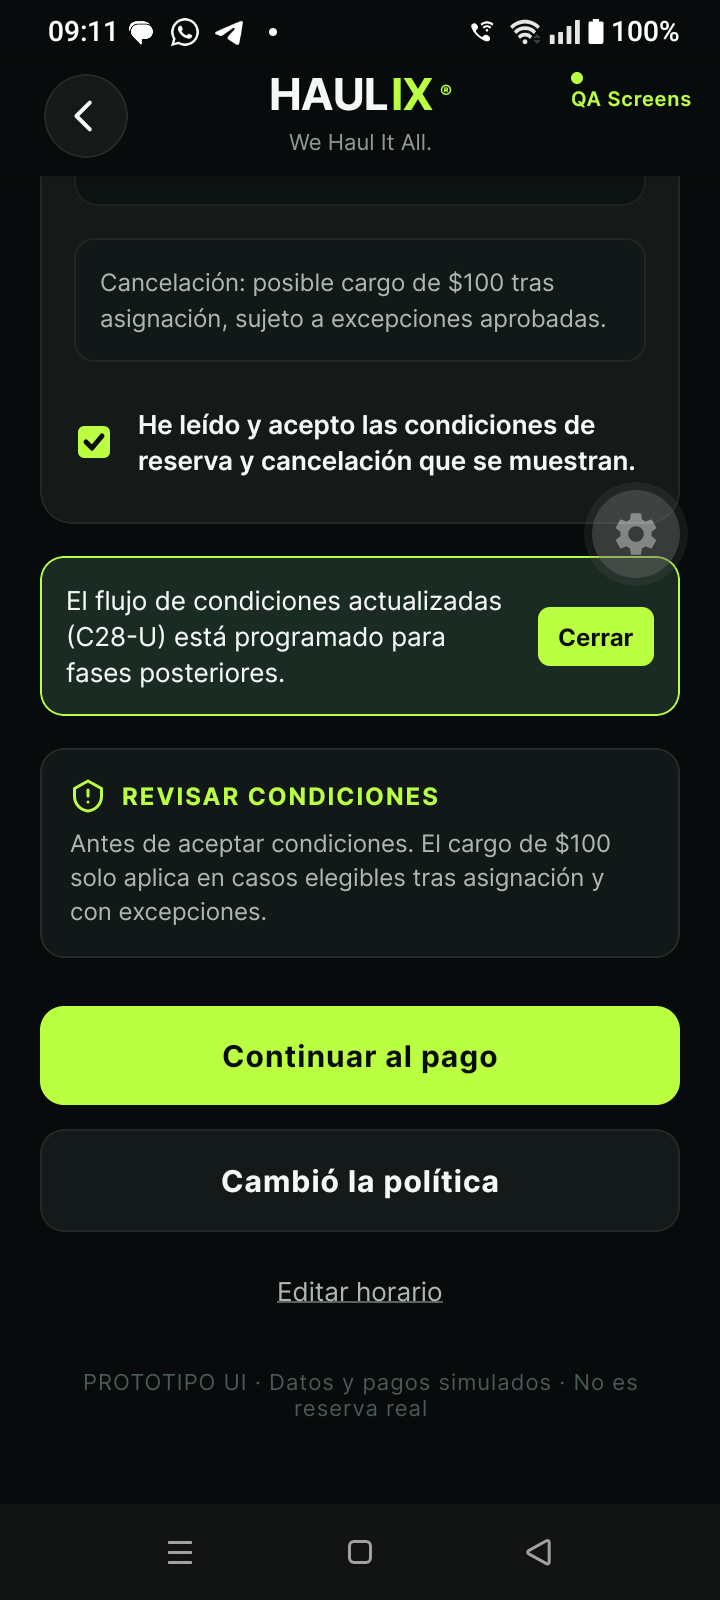 09:11
100%
HAULIX ®
QA Screens
We Haul It All.
Cancelación: posible cargo de $100 tras
asignación, sujeto a excepciones aprobadas.
He leído y acepto las condiciones de
reserva y cancelación que se muestran.
El flujo de condiciones actualizadas
(C28-U) está programado para
fases posteriores.
Cerrar
REVISAR CONDICIONES
Antes de aceptar condiciones. El cargo de $100
solo aplica en casos elegibles tras asignación y
con excepciones.
Continuar al pago
Cambió la política
Editar horario
PROTOTIPO UI · Datos y pagos simulados · No es
reserva real